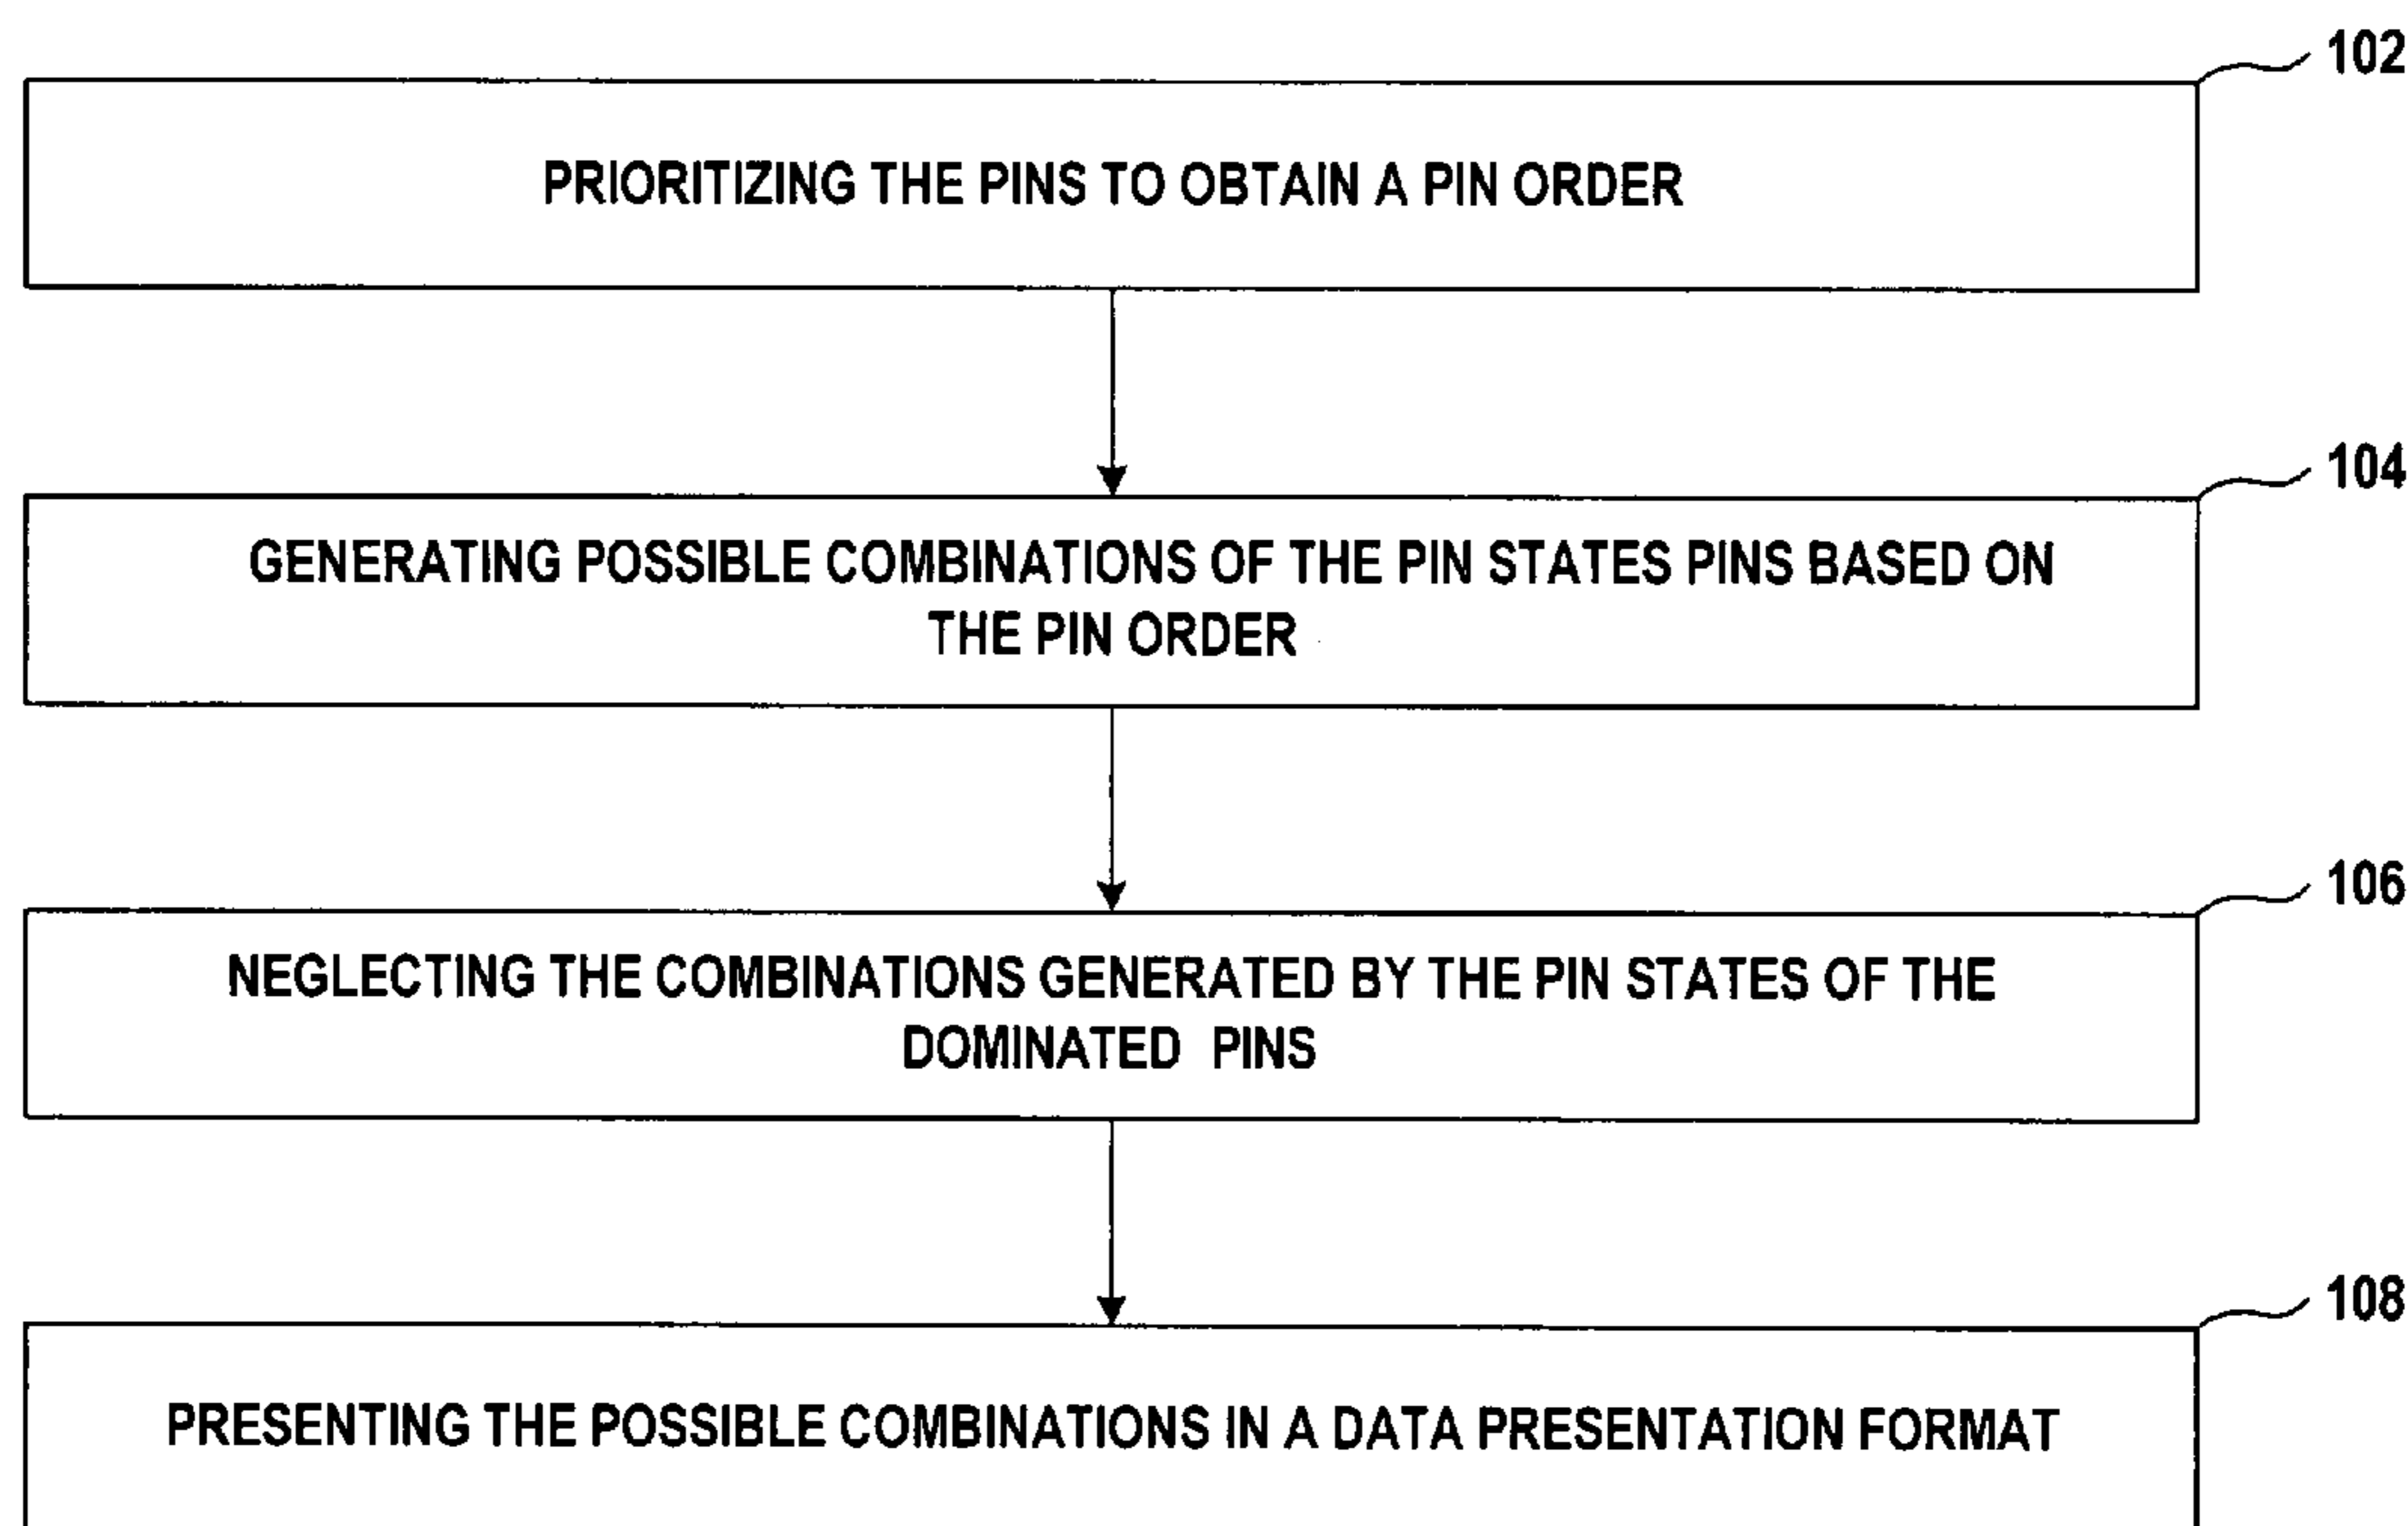 102
PRIORITIZING THE PINS TO OBTAIN A PIN ORDER
104
GENERATING POSSIBLE COMBINATIONS OF THE PIN STATES PINS BASED ON
THE PIN ORDER
106
NEGLECTING THE COMBINATIONS GENERATED BY THE PIN STATES OF THE
DOMINATED PINS
108
PRESENTING THE POSSIBLE COMBINATIONS IN A DATA PRESENTATION FORMAT